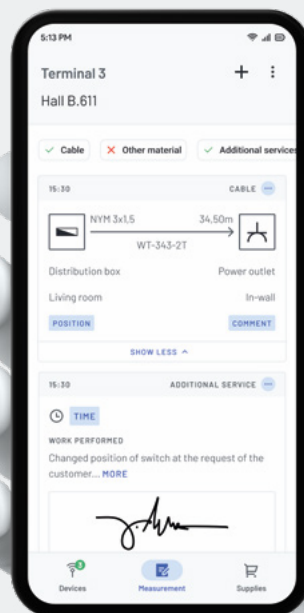 5:13 PM
Terminal 3
Hall B.611
Cable
Other material
Additional services
15:30 CABLE
NYM 3x1,5 34,50m
WT-343-2T
Distribution box Power outlet
Living room In-wall
POSITION COMMENT
SHOW LESS
15:30 ADDITIONAL SERVICE
TIME
WORK PERFORMED
Changed position of switch at the request of the
customer... MORE
3
Devices Measurement Supplies